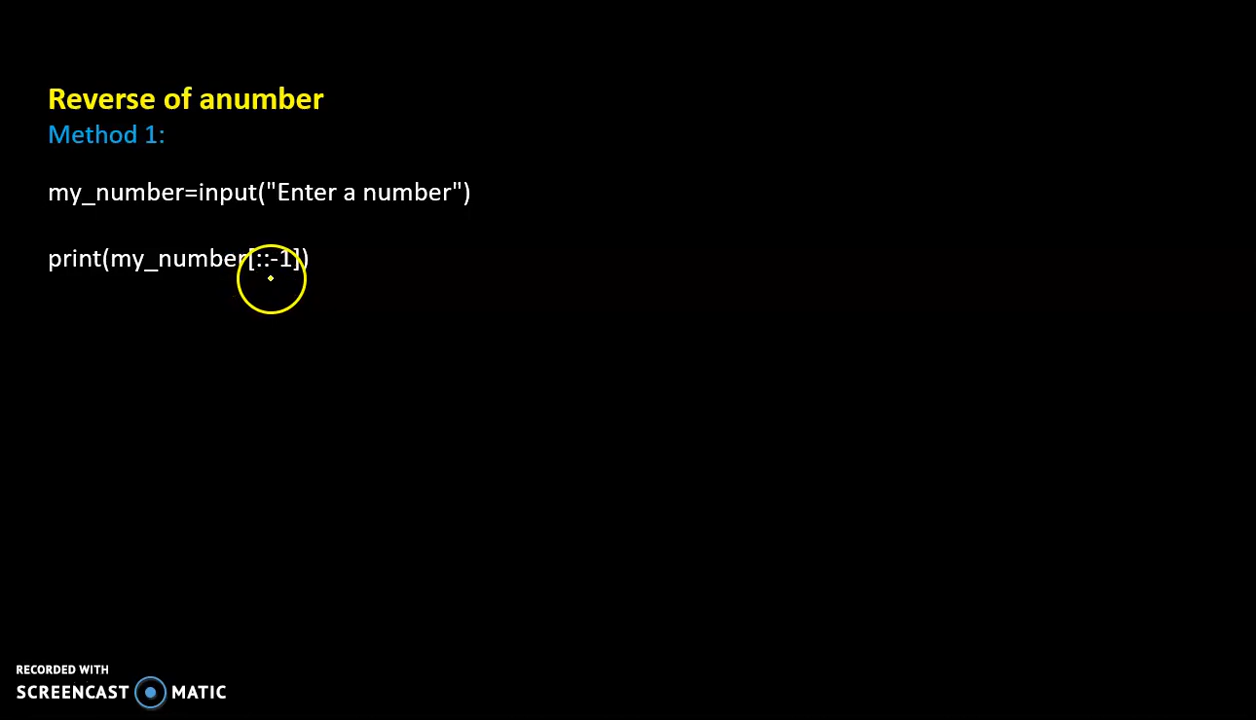 Reverse of anumber
Method 1:
my_number=input("Enter a number")
print(my_number[::-1])
RECORDED WITH
SCREENCAST MATIC